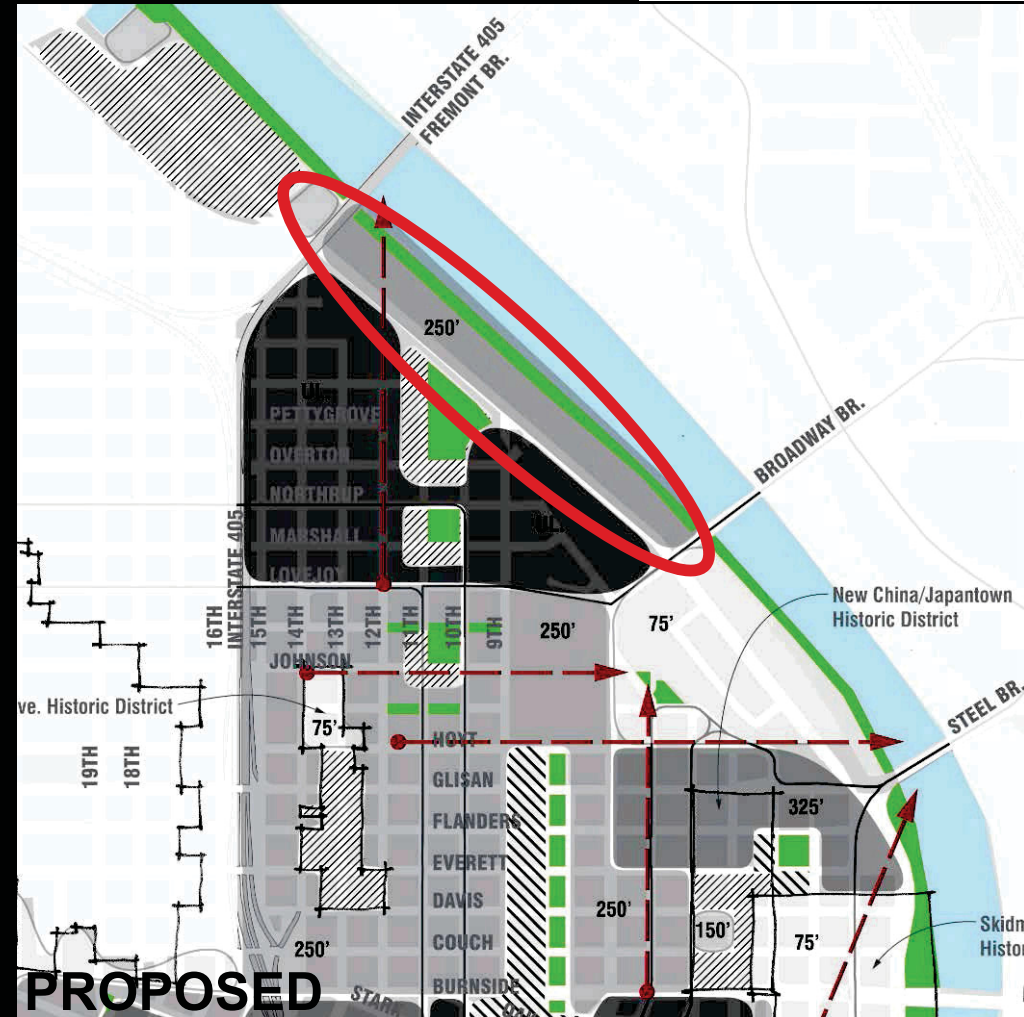 INTERSTATE 405
FREMONT BR.
250'
UL
PETTYGROVE
OVERTON
NORTHRUP
MARSHALL
LOVEJOY
UL
BROADWAY BR.
INTERSTATE 405
16TH
15TH
14TH
13TH
12TH
11TH
10TH
9TH
250'
75'
New China/Japantown
Historic District
JOHNSON
ve. Historic District
75'
HOYT
STEEL BR.
19TH
18TH
GLISAN
325'
FLANDERS
EVERETT
DAVIS
250'
150'
75'
COUCH
250'
Skidm
Histor
BURNSIDE
PROPOSED
STARK